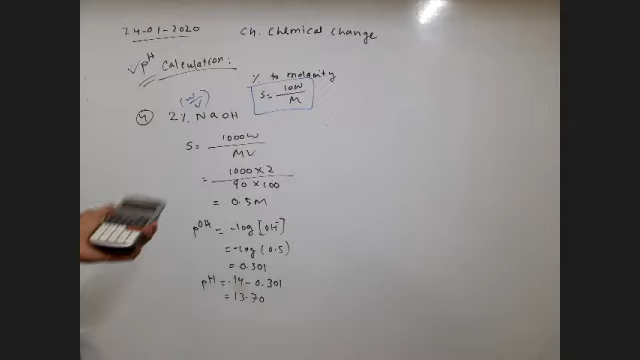 24-01-2020 Ch. Chemical Change
✓pH Calculation:
% to molarity
S = 10W / M
(W/V)
4 2% NaOH
S = 1000W / MV
= 1000 × 2 / 40 × 100
= 0.5M
pOH = -log [OH-
= -log (0.5)
= 0.301
pH = 14 - 0.301
= 13.70